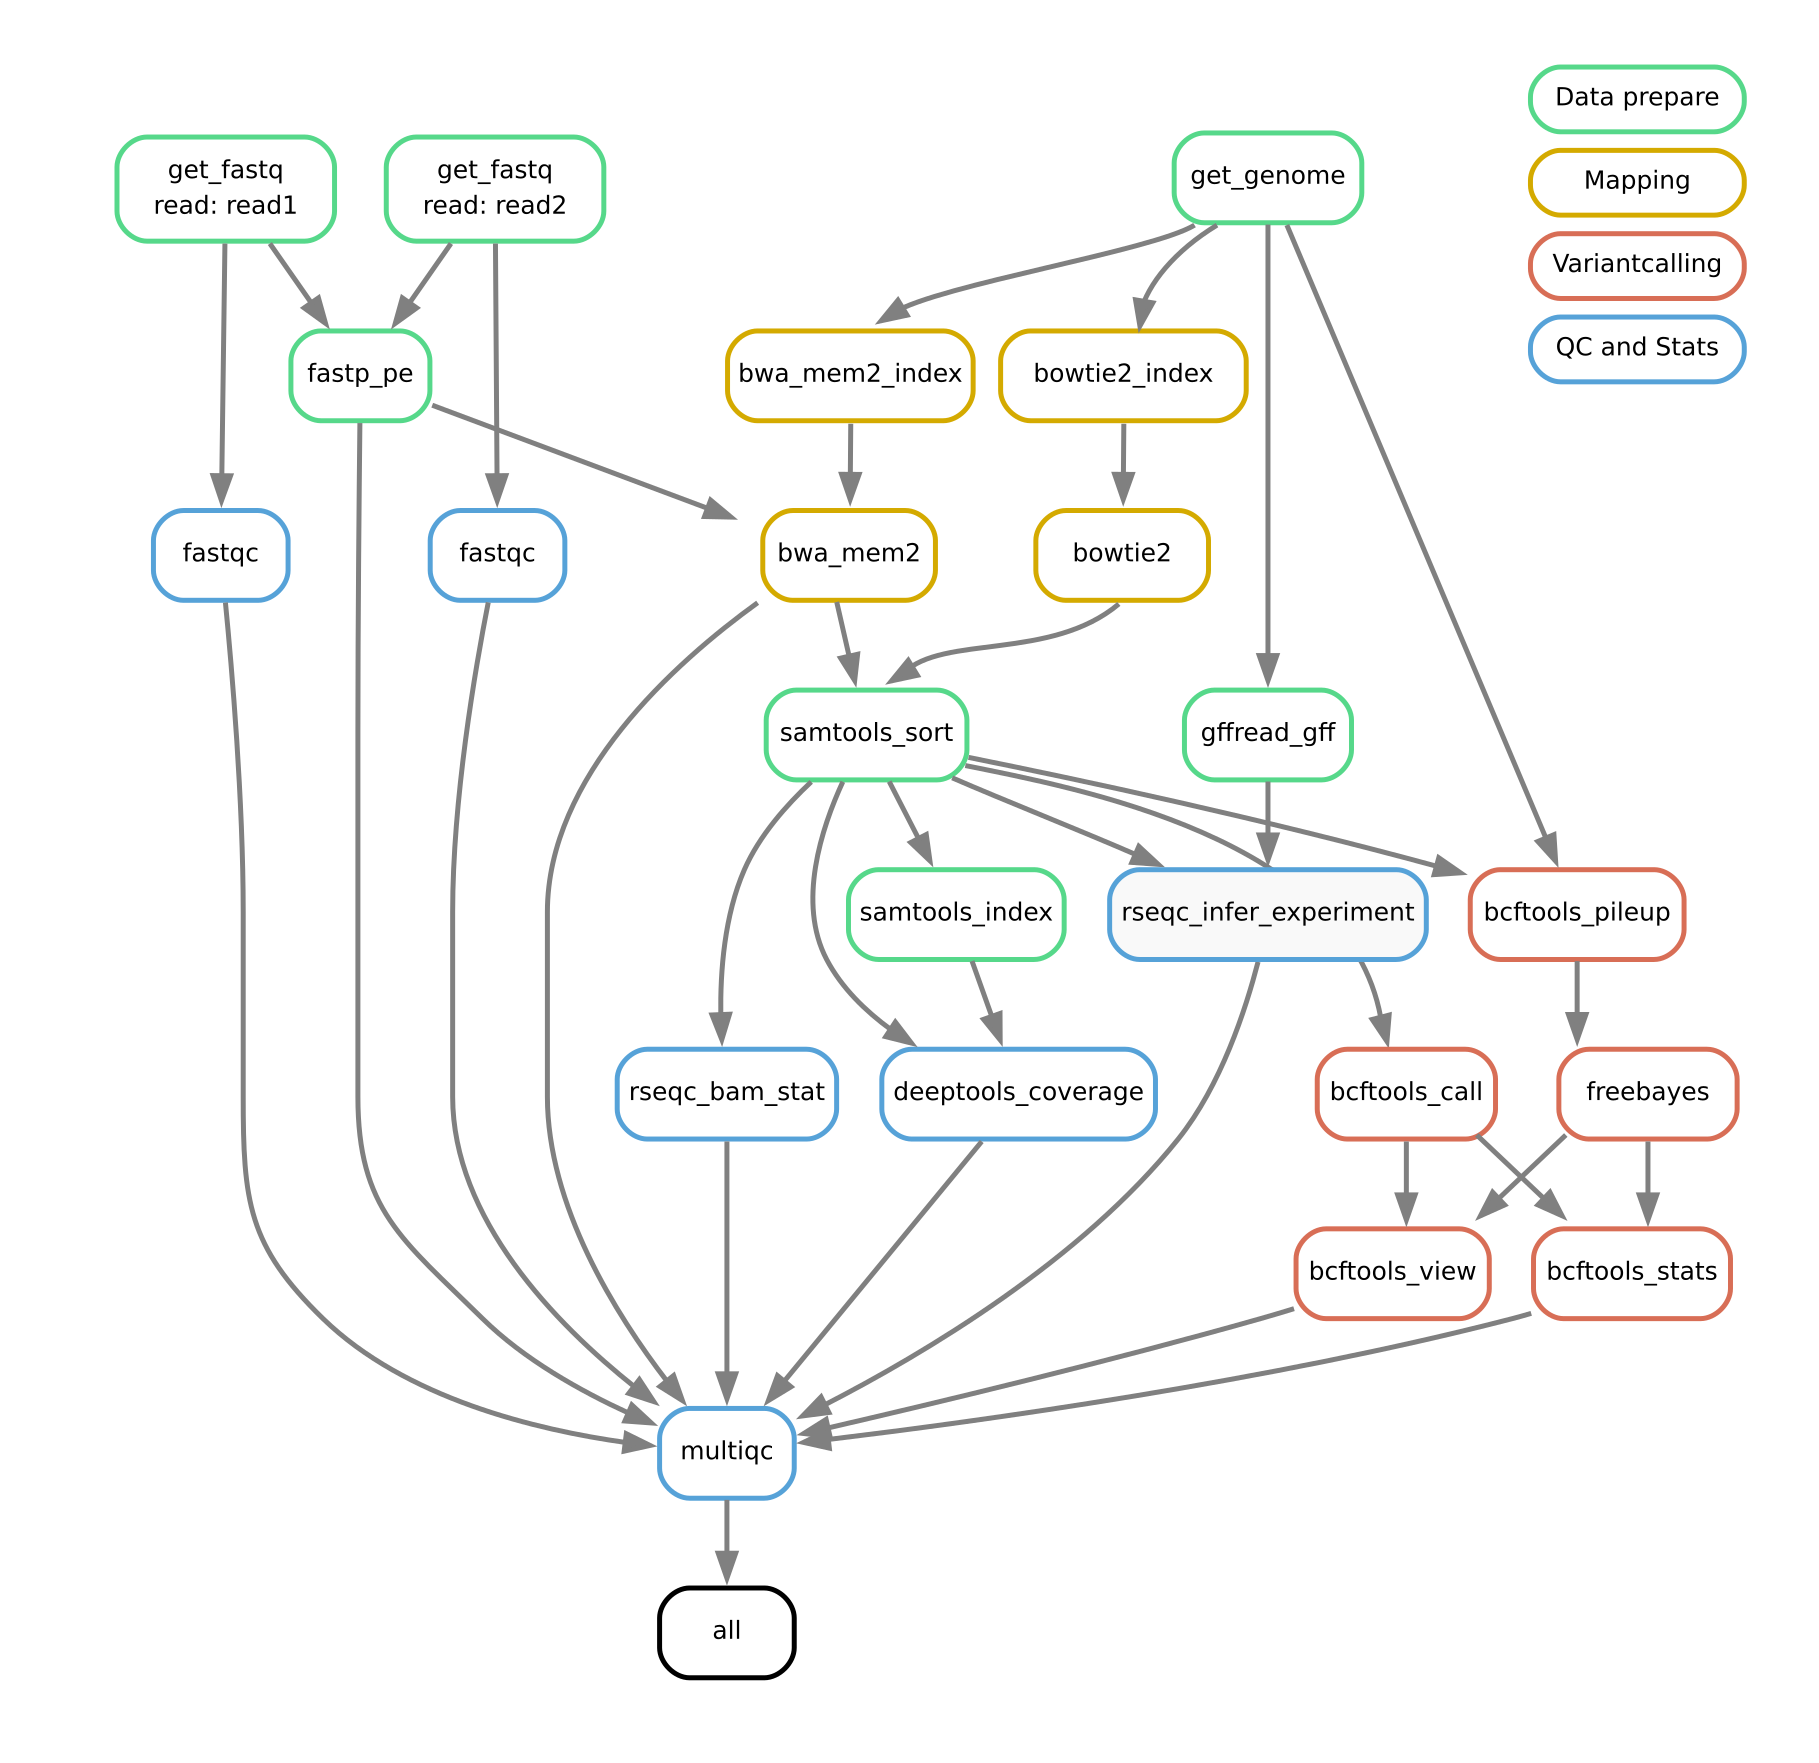 Data prepare
get_fastq
read: read1
get_fastq
read: read2
get_genome
Mapping
Variantcalling
QC and Stats
fastp_pe
bwa_mem2_index
bowtie2_index
fastqc
fastqc
bwa_mem2
bowtie2
samtools_sort
gffread_gff
samtools_index
rseqc_infer_experiment
bcftools_pileup
rseqc_bam_stat
deeptools_coverage
bcftools_call
freebayes
bcftools_view
bcftools_stats
multiqc
all